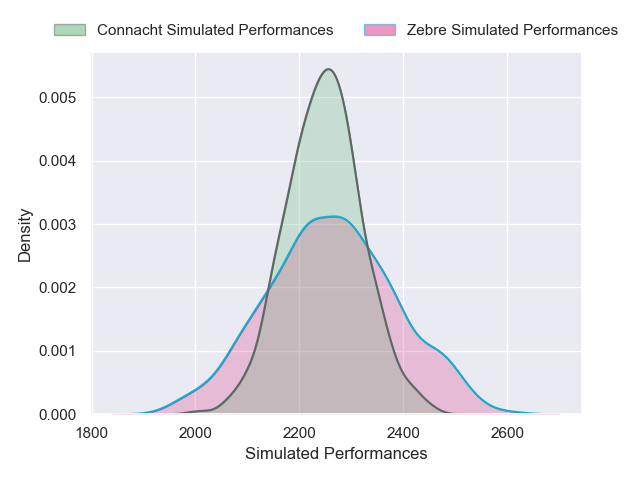 Connacht Simulated Performances
Zebre Simulated Performances
0.005
0.004
0.003
0.002
0.001
0.000
Density
1800
2000
2200
2400
2600
Simulated Performances